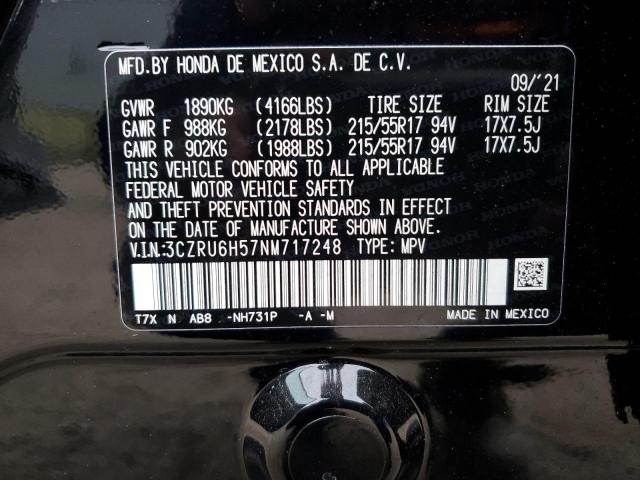 MFD.BY HONDA DE MEXICO S.A. DE C.V.
09/'21
GVWR 1890KG (4166LBS) TIRE SIZE RIM SIZE
GAWR F 988KG (2178LBS) 215/55R17 94V 17X7.5J
GAWR R 902KG (1988LBS) 215/55R17 94V 17X7.5J
THIS VEHICLE CONFORMS TO ALL APPLICABLE
FEDERAL MOTOR VEHICLE SAFETY
AND THEFT PREVENTION STANDARDS IN EFFECT
ON THE DATE OF MANUFACTURE SHOWN ABOVE.
V.I.N.:3CZRU6H57NM717248 TYPE: MPV
T7X N AB8 -NH731P -A -M
MADE IN MEXICO